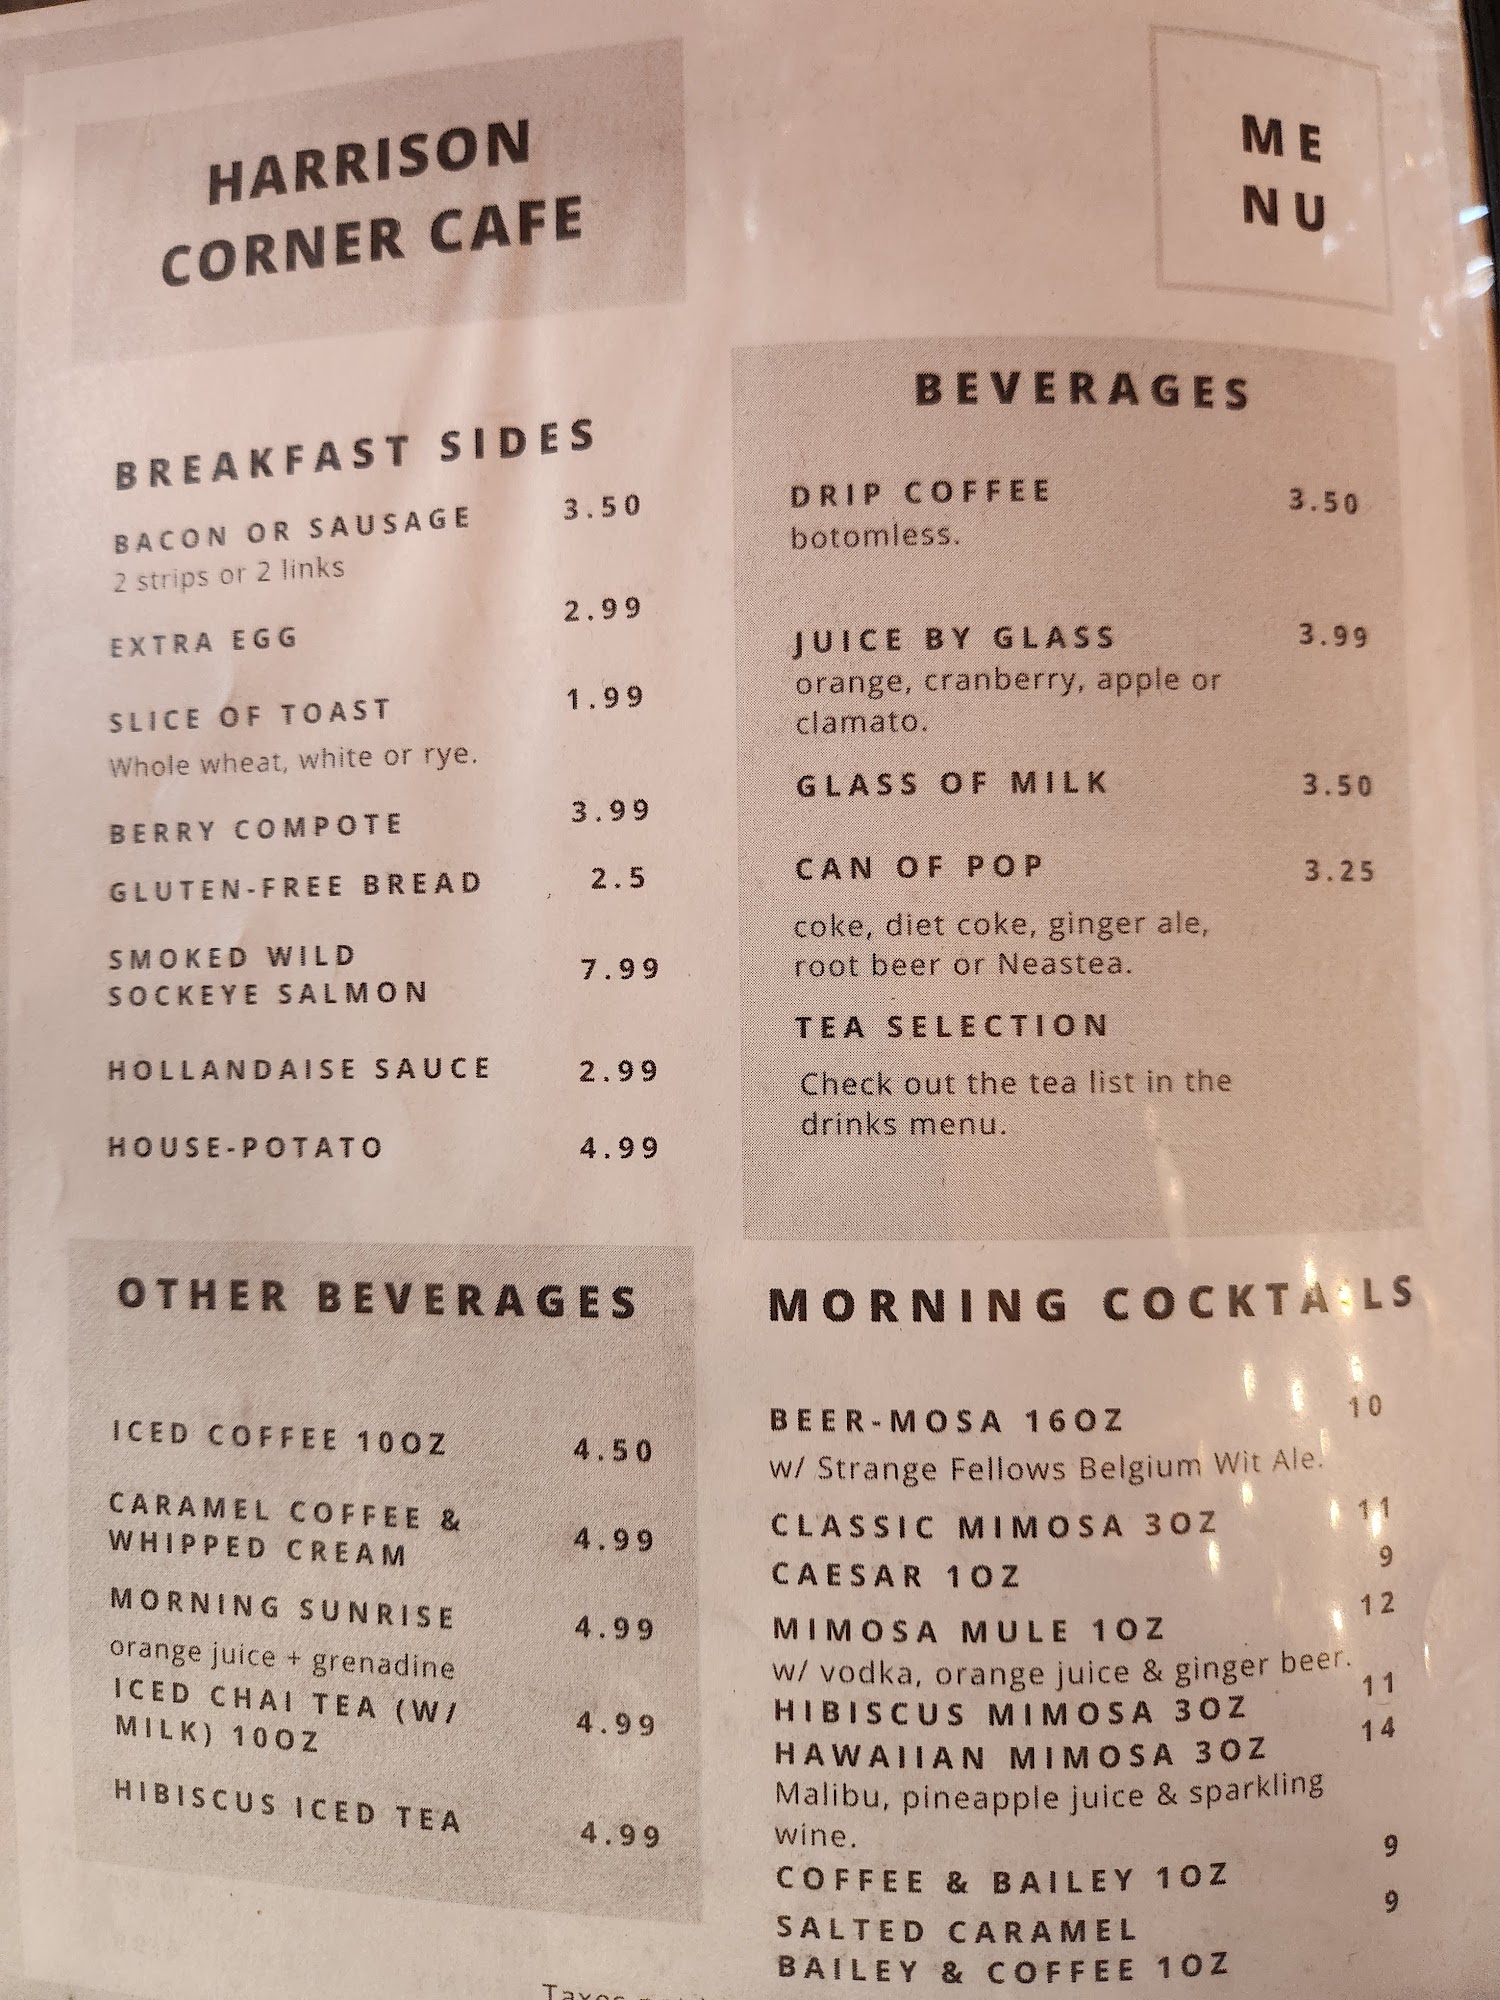 HARRISON
CORNER CAFE
ME
NU
BREAKFAST SIDES
BACON OR SAUSAGE 3.50
2 strips or 2 links
EXTRA EGG 2.99
SLICE OF TOAST 1.99
Whole wheat, white or rye.
BERRY COMPOTE 3.99
GLUTEN-FREE BREAD 2.5
SMOKED WILD
SOCKEYE SALMON 7.99
HOLLANDAISE SAUCE 2.99
HOUSE-POTATO 4.99
BEVERAGES
DRIP COFFEE 3.50
botomless.
JUICE BY GLASS 3.99
orange, cranberry, apple or
clamato.
GLASS OF MILK 3.50
CAN OF POP 3.25
coke, diet coke, ginger ale,
root beer or Neastea.
TEA SELECTION
Check out the tea list in the
drinks menu.
OTHER BEVERAGES
ICED COFFEE 10OZ 4.50
CARAMEL COFFEE &
WHIPPED CREAM 4.99
MORNING SUNRISE 4.99
orange juice + grenadine
ICED CHAI TEA (W/
MILK) 10OZ 4.99
HIBISCUS ICED TEA 4.99
MORNING COCKTAILS
BEER-MOSA 16OZ 10
w/ Strange Fellows Belgium Wit Ale.
CLASSIC MIMOSA 3OZ 11
CAESAR 1OZ 9
MIMOSA MULE 1OZ 12
w/ vodka, orange juice & ginger beer.
HIBISCUS MIMOSA 3OZ 11
HAWAIIAN MIMOSA 3OZ 14
Malibu, pineapple juice & sparkling
wine.
COFFEE & BAILEY 1OZ 9
SALTED CARAMEL 9
BAILEY & COFFEE 1OZ